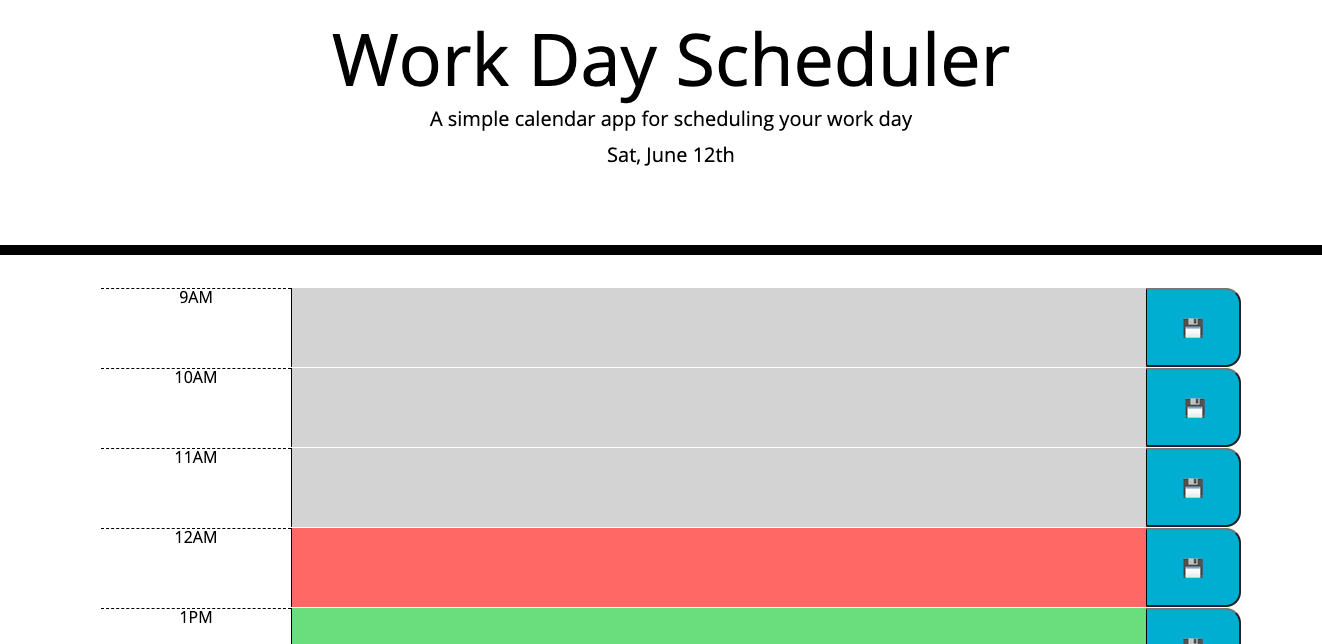 Work Day Scheduler
A simple calendar app for scheduling your work day
Sat, June 12th
9AM
10AM
11AM
12AM
1PM